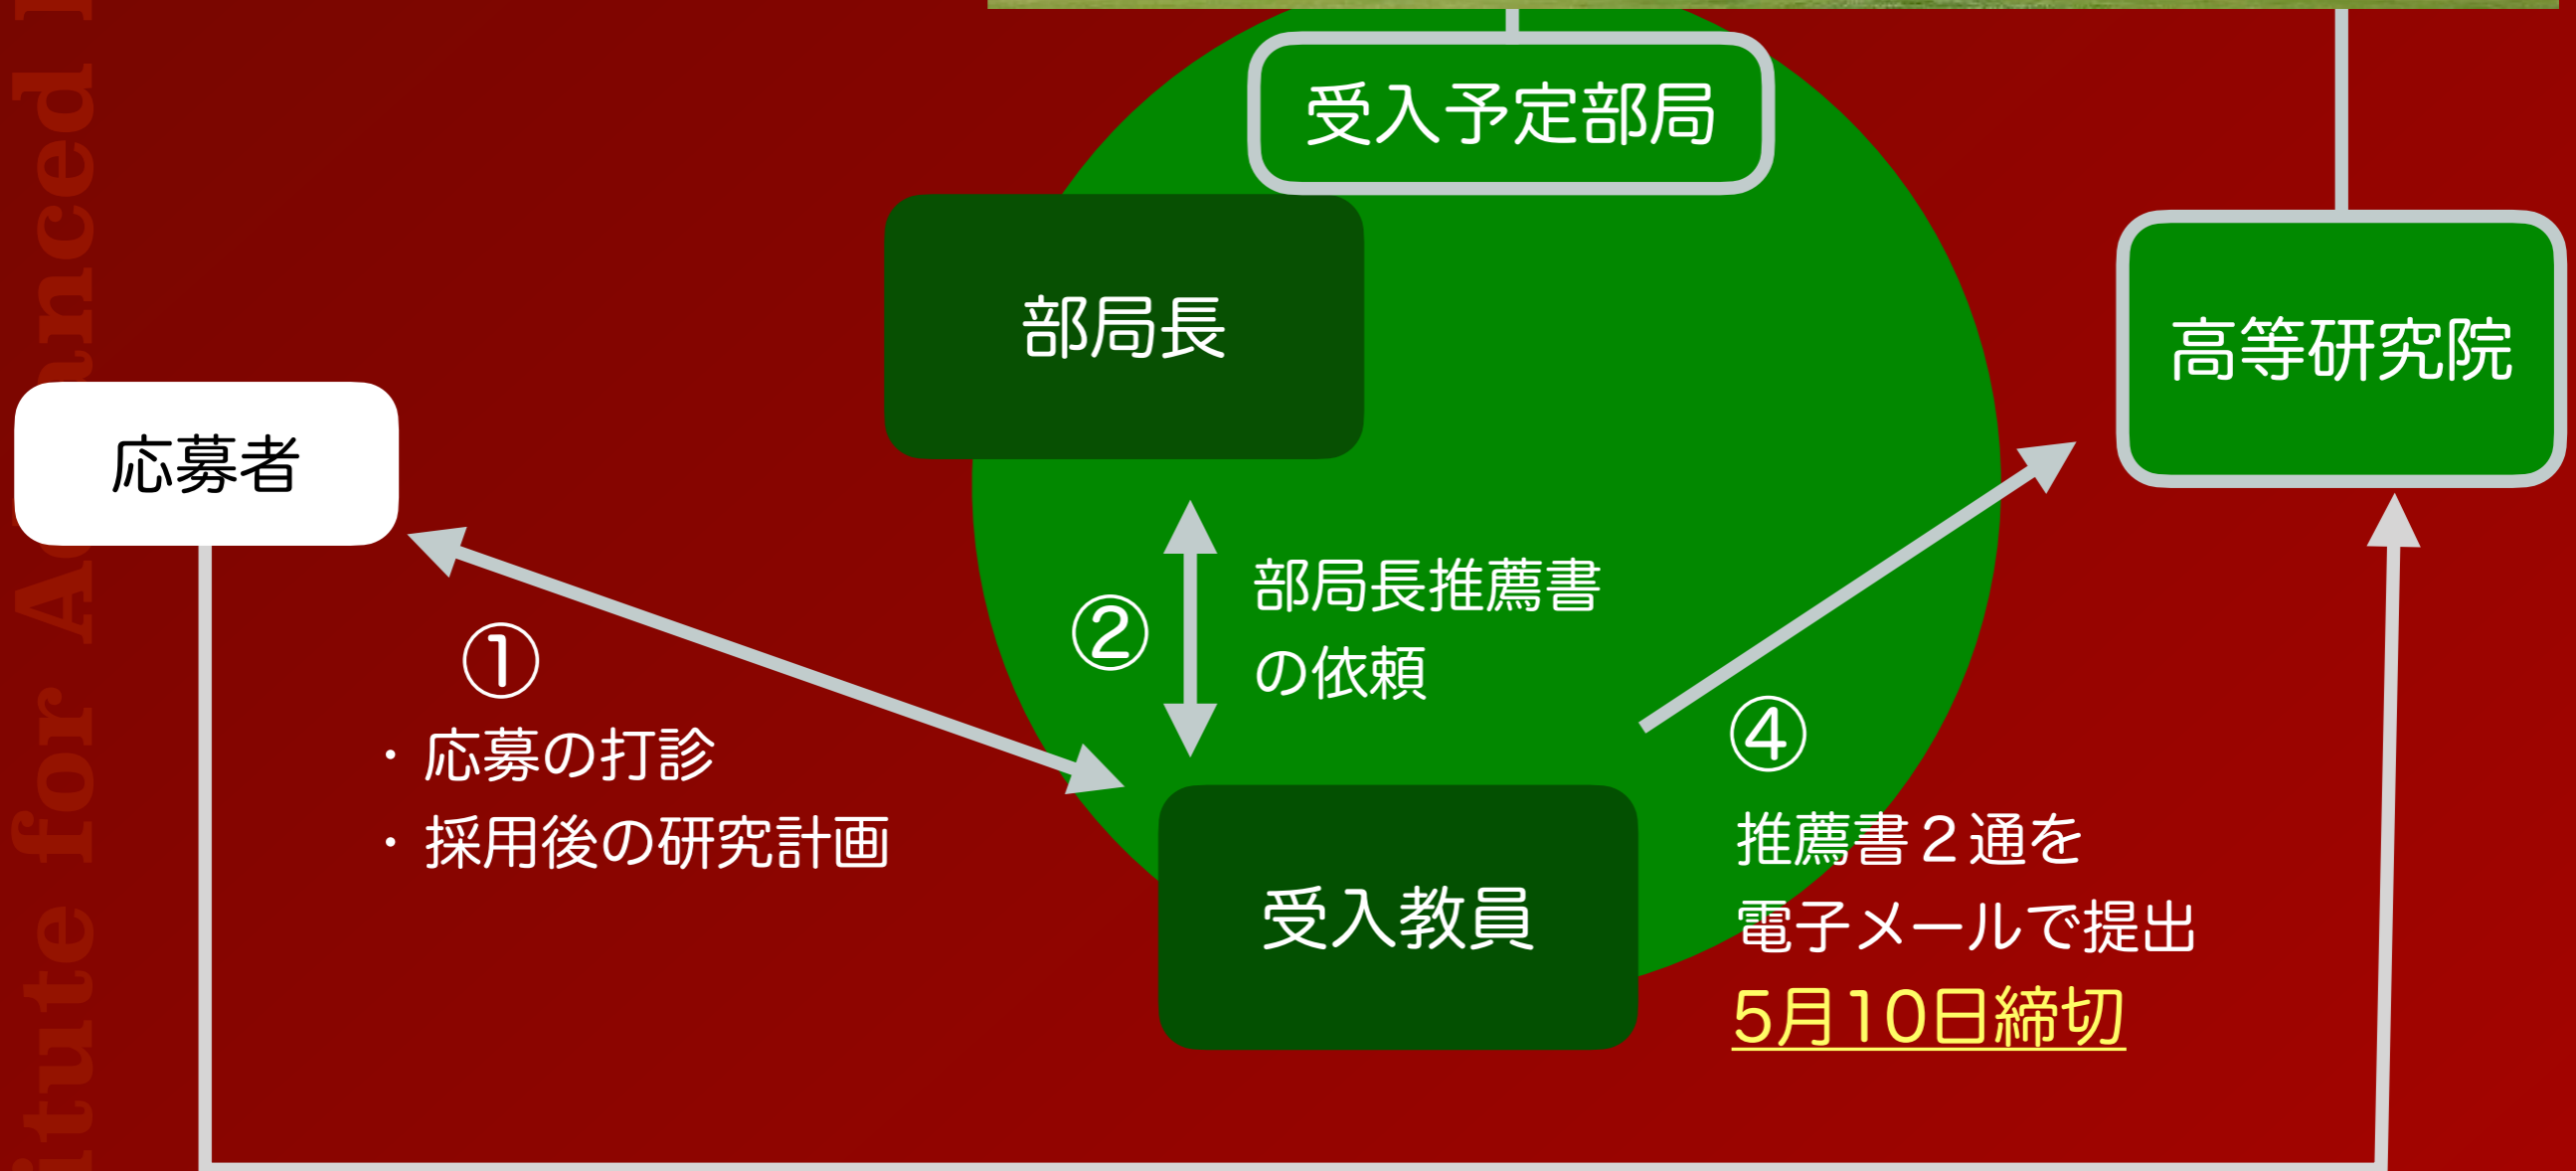 受入予定部局
部局長
高等研究院
応募者
①
・応募の打診
・採用後の研究計画
②
部局長推薦書
の依頼
④
推薦書２通を
電子メールで提出
5月10日締切
受入教員
itute for Advanced